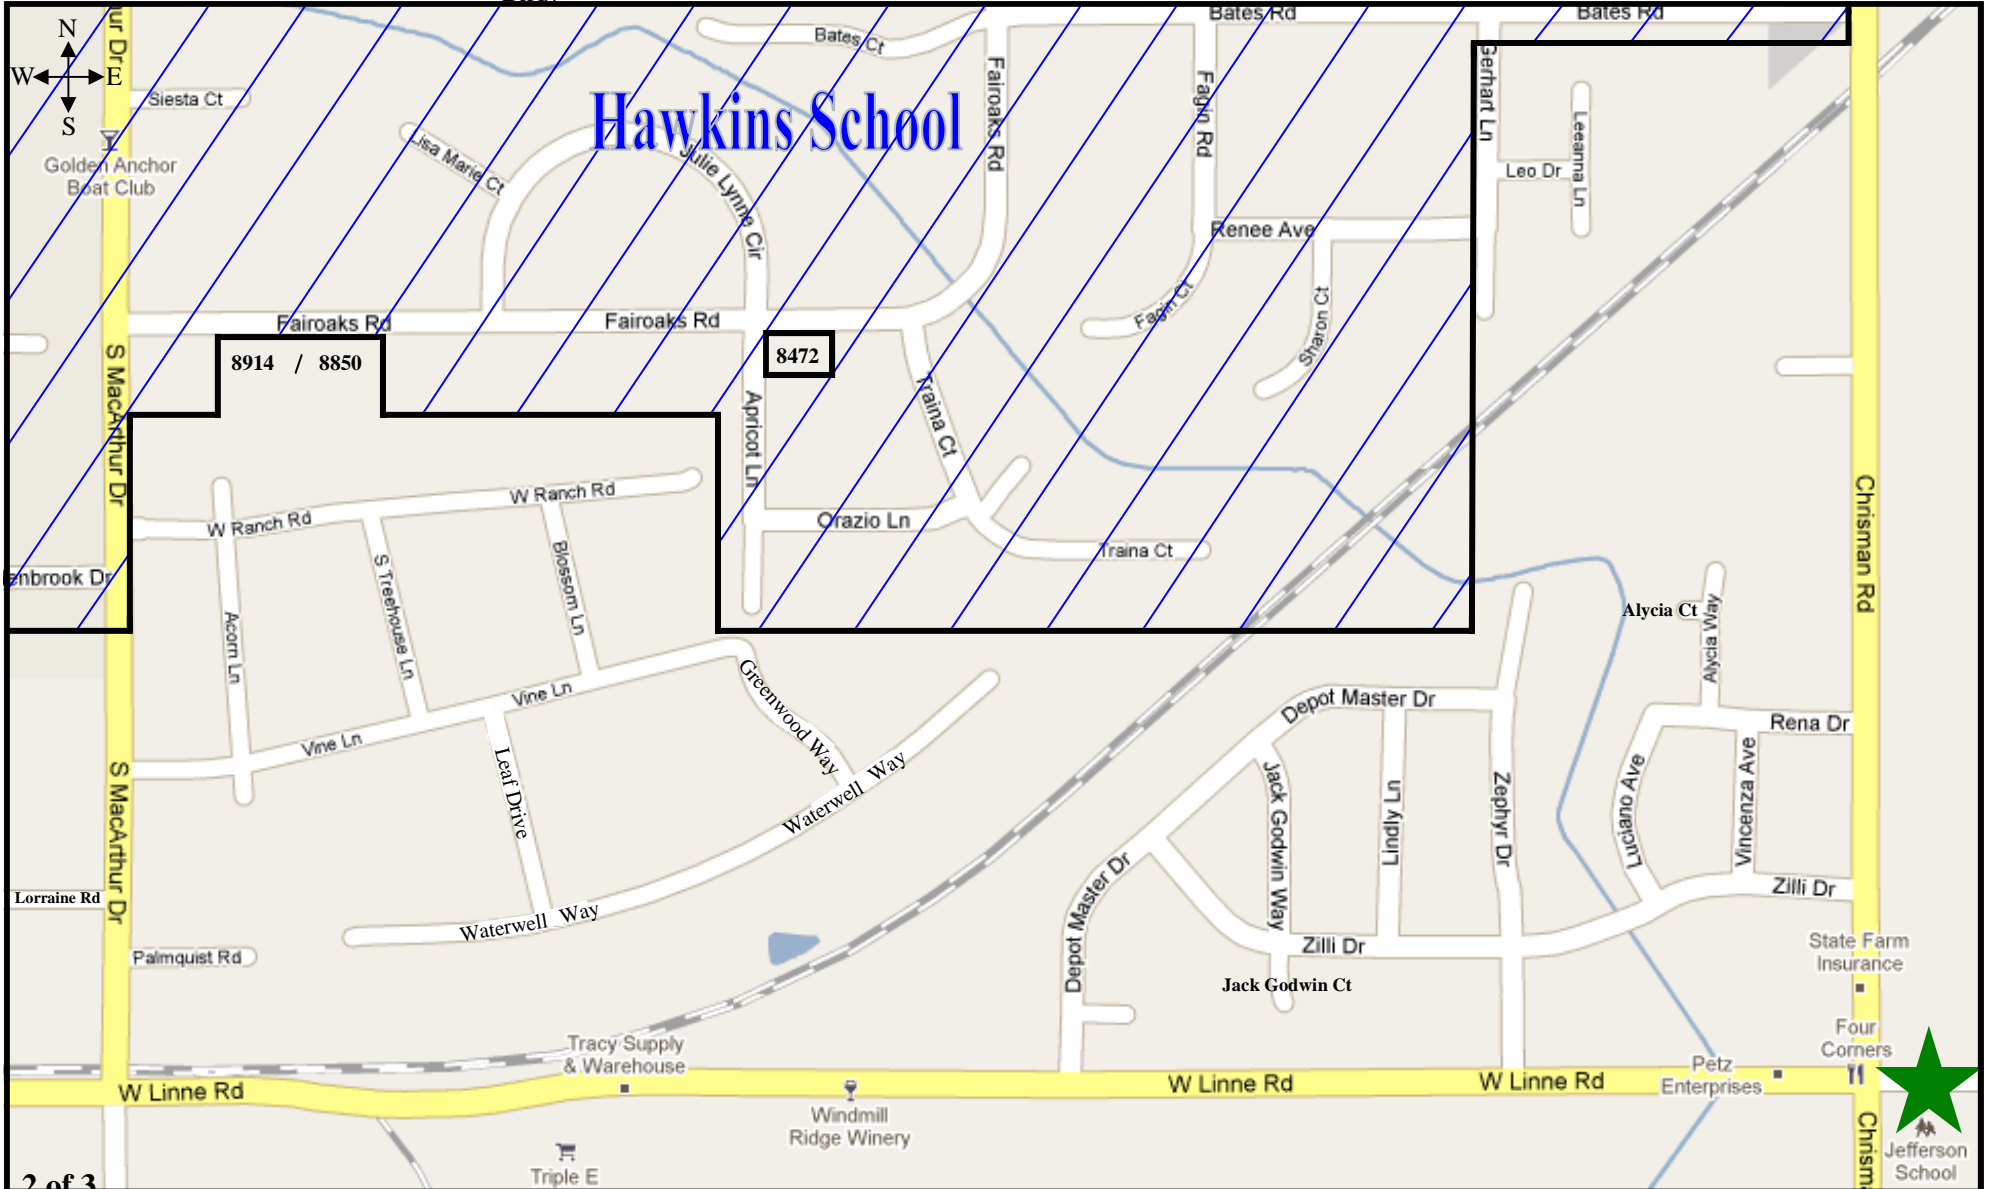 Bates Rd
Bates Rd
ur Dr
N
W E
S
Bates Ct
Siesta Ct
Golden Anchor
Boat Club
Lisa Marie Ct
Hawkins School
Julie Lynne Cir
Fairoaks Rd
Fagin Rd
Gerhart Ln
Leo Dr
Leeanna Ln
Renee Ave
Fagin Ct
Sharon Ct
Fairoaks Rd
Fairoaks Rd
8914 / 8850
8472
S MacArthur Dr
Apricot Ln
Traina Ct
Orazio Ln
Traina Ct
W Ranch Rd
W Ranch Rd
enbrook Dr
Acorn Ln
S Treehouse Ln
Blossom Ln
Chrisman Rd
Alycia Ct
Alycia Way
Vine Ln
Vine Ln
Greenwood Way
Leaf Drive
Waterwell Way
Waterwell Way
S MacArthur Dr
Lorraine Rd
Palmquist Rd
Depot Master Dr
Rena Dr
Jack Godwin Way
Lindly Ln
Zephyr Dr
Luciano Ave
Vincenza Ave
Depot Master Dr
Zilli Dr
Zilli Dr
Jack Godwin Ct
State Farm
Insurance
Four
Corners
Tracy Supply
& Warehouse
Petz
Enterprises
W Linne Rd
W Linne Rd
W Linne Rd
Windmill
Ridge Winery
Triple E
Chrism
Jefferson
School
2 of 3